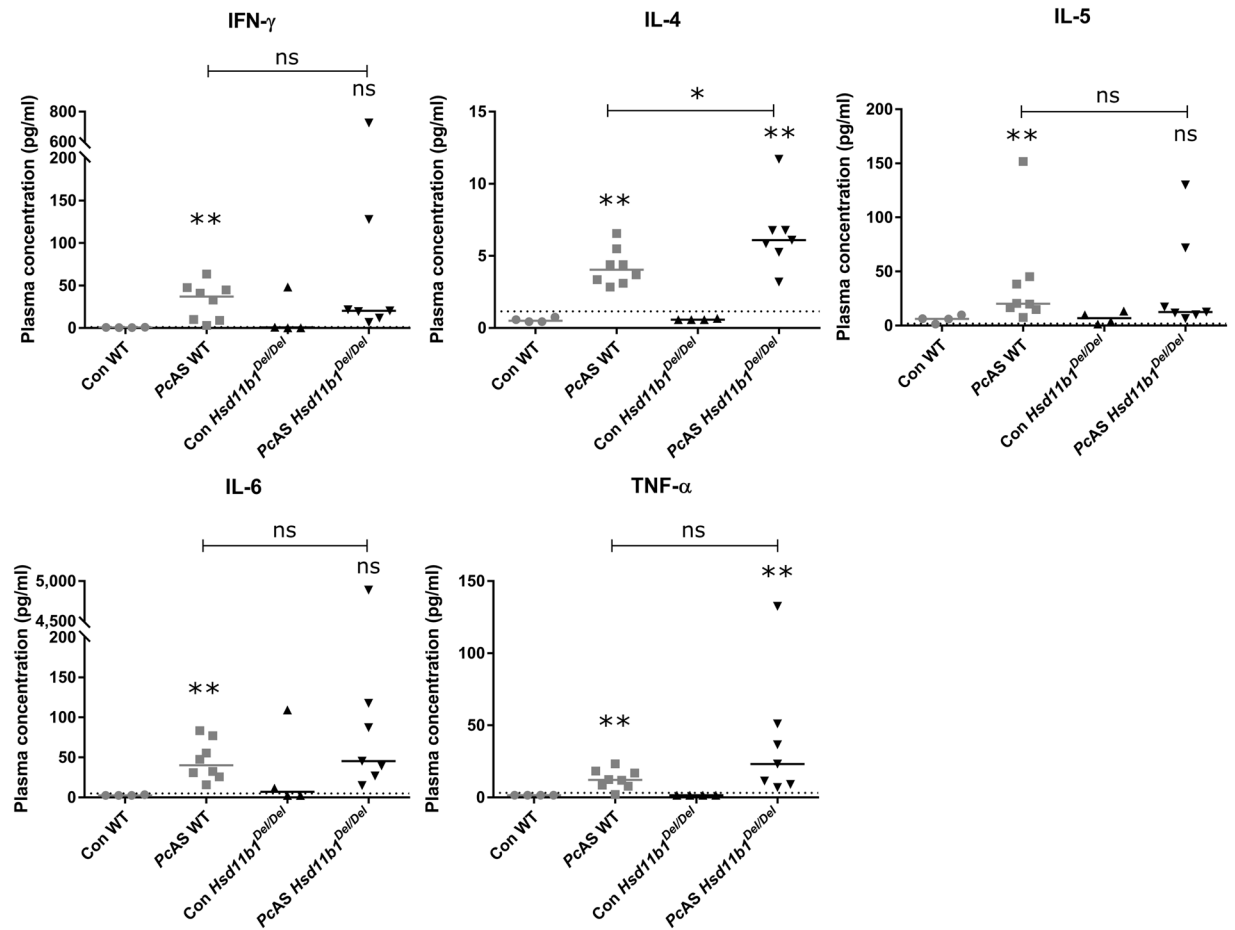 IFN-γ
ns
ns
**
Plasma concentration (pg/ml)
800
600
200
150
100
50
0
Con WT
PcAS WT
Con Hsd11b1Del/Del
PcAS Hsd11b1Del/Del
IL-4
*
**
**
Plasma concentration (pg/ml)
15
10
5
0
Con WT
PcAS WT
Con Hsd11b1Del/Del
PcAS Hsd11b1Del/Del
IL-5
ns
**
ns
Plasma concentration (pg/ml)
200
150
100
50
0
Con WT
PcAS WT
Con Hsd11b1Del/Del
PcAS Hsd11b1Del/Del
IL-6
ns
ns
**
Plasma concentration (pg/ml)
5,000
4,500
200
150
100
50
0
Con WT
PcAS WT
Con Hsd11b1Del/Del
PcAS Hsd11b1Del/Del
TNF-α
ns
**
**
Plasma concentration (pg/ml)
150
100
50
0
Con WT
PcAS WT
Con Hsd11b1Del/Del
PcAS Hsd11b1Del/Del